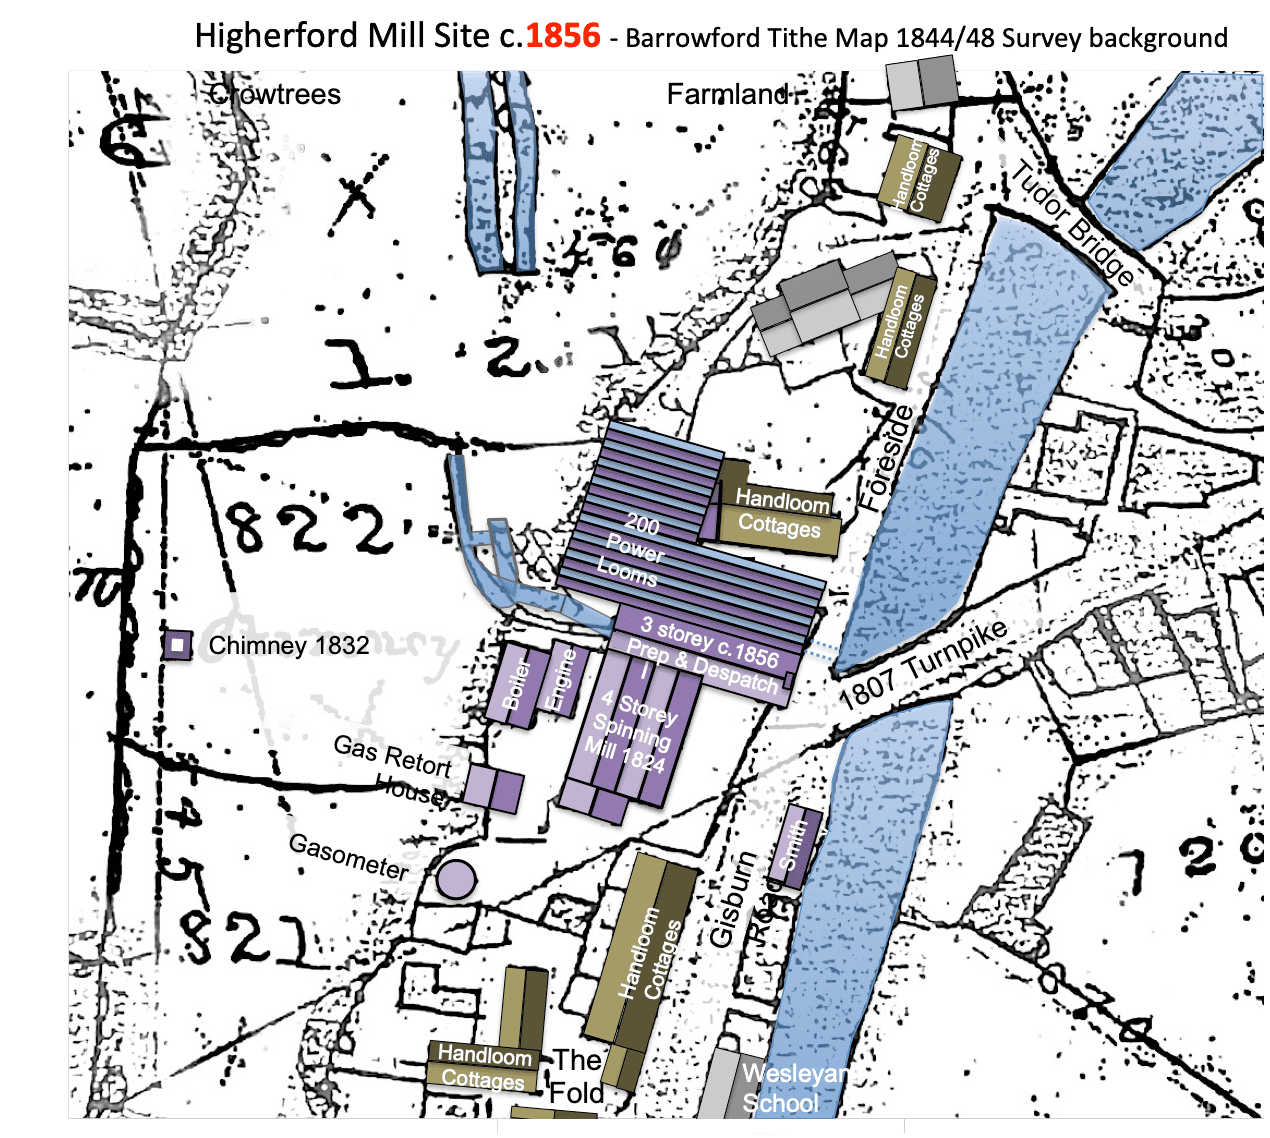 Higherford Mill Site c.1856 - Barrowford Tithe Map 1844/48 Survey background
Crowtrees
Farmland
Handloom
Cottages
Tudor Bridge
1. 2.
Handloom
Cottages
Foreside
822
200
Power
Looms
Handloom
Cottages
3 storey c.1856
Prep & Despatch
Chimney 1832
Boiler
Engine
4 Storey
Spinning
Mill 1824
1807 Turnpike
Gas Retort
House
Gasometer
Smith
Gisburn
Road
821
Handloom
Cottages
Handloom
Cottages
The
Fold
Wesleyan
School